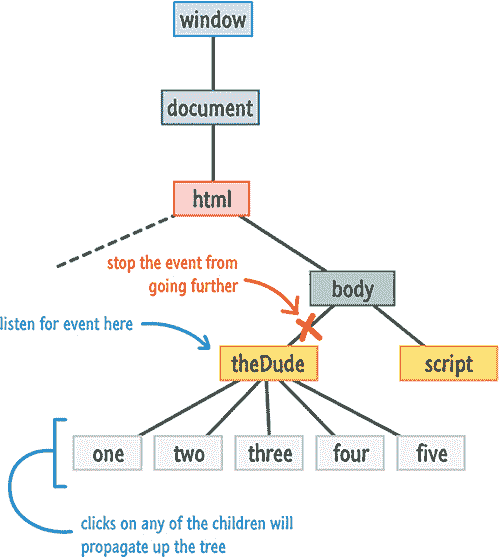 window
document
html
stop the event from
going further
body
listen for event here
theDude
script
one
two
three
four
five
clicks on any of the children will
propagate up the tree